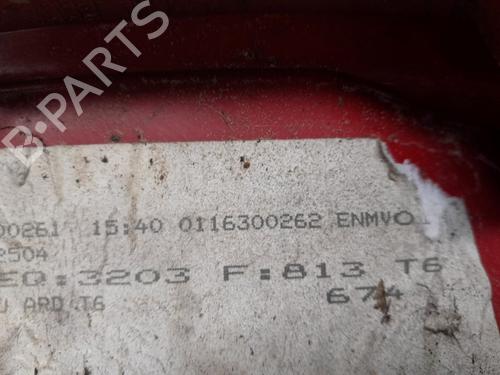 B-PARTS
00261 15:40 0116300262 ENMVO
2504
EQ:3203 F:813 T6
ARD T6 674